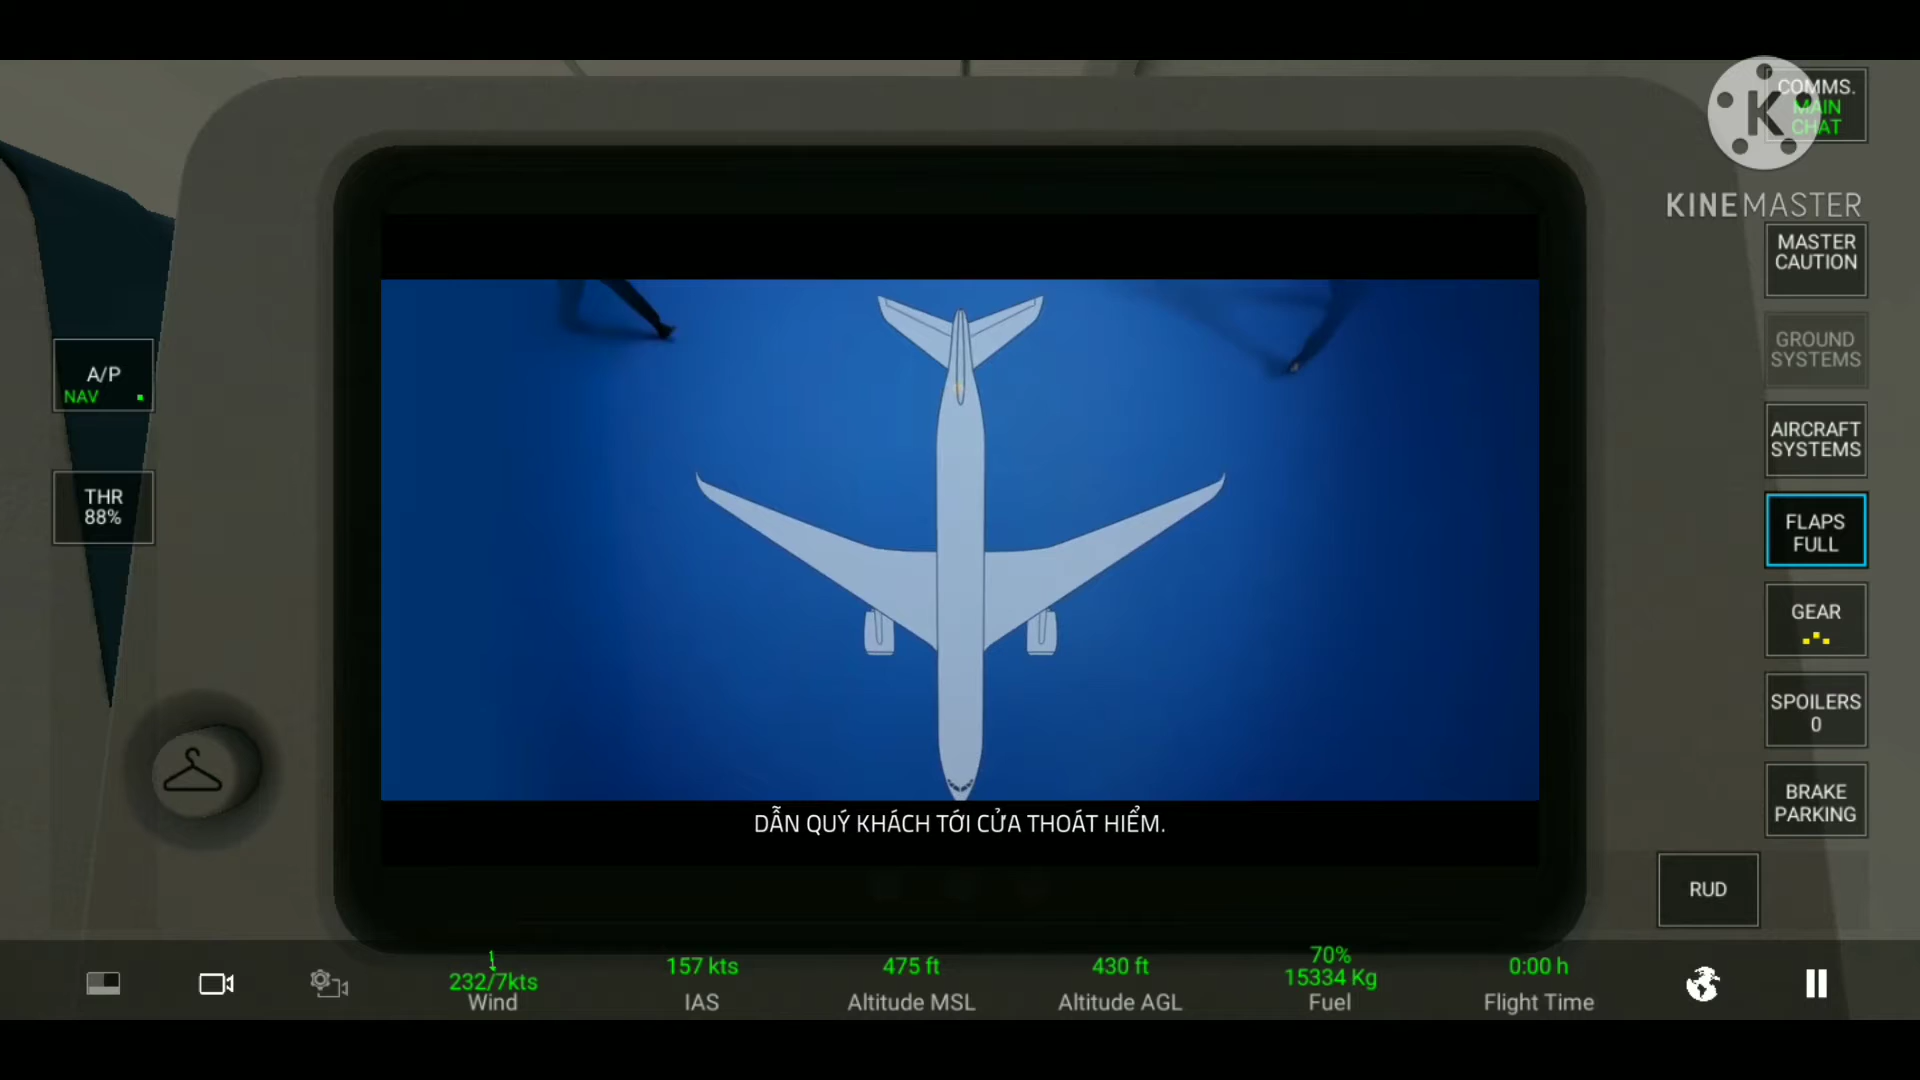 COMMS.
MAIN
CHAT
K
KINEMASTER
MASTER
CAUTION
GROUND
SYSTEMS
A/P
NAV
AIRCRAFT
SYSTEMS
THR
88%
FLAPS
FULL
GEAR
SPOILERS
0
BRAKE
PARKING
DẪN QUÝ KHÁCH TỚI CỬA THOÁT HIỂM.
RUD
232/7kts
Wind
157 kts
IAS
475 ft
Altitude MSL
430 ft
Altitude AGL
70%
15334 Kg
Fuel
0:00 h
Flight Time